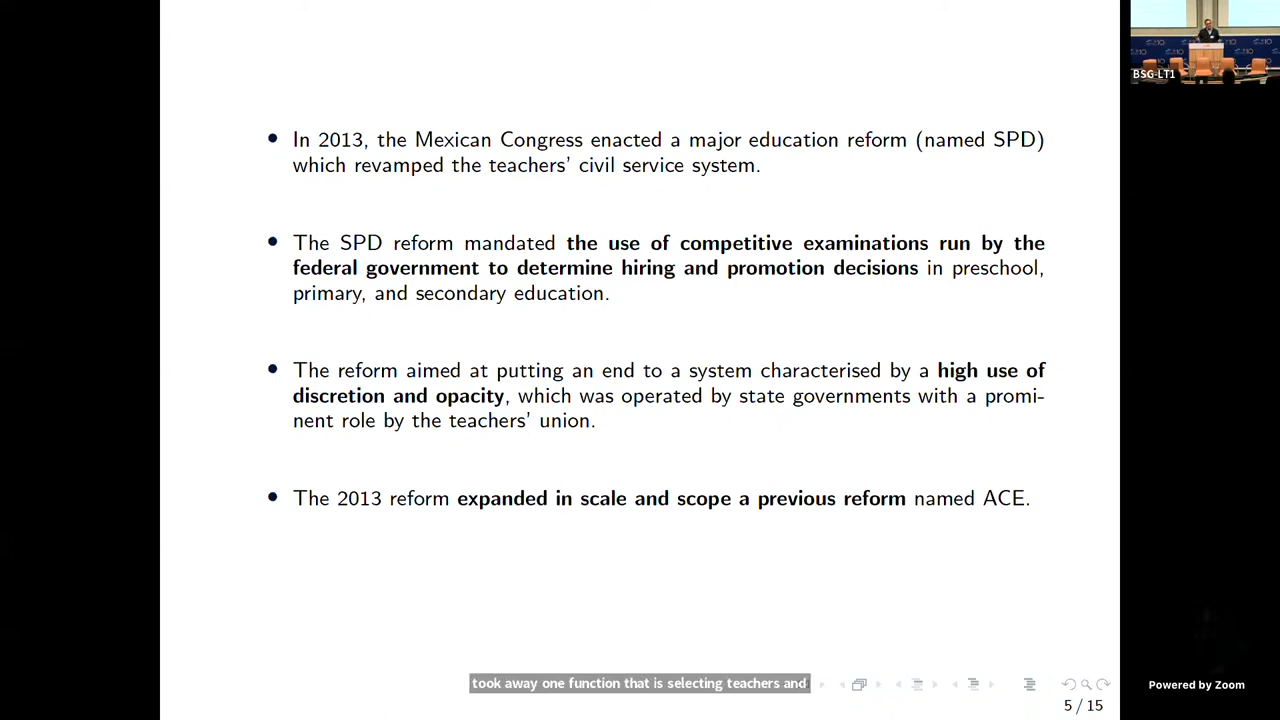 BSG-LT1
• In 2013, the Mexican Congress enacted a major education reform (named SPD)
which revamped the teachers' civil service system.
• The SPD reform mandated the use of competitive examinations run by the
federal government to determine hiring and promotion decisions in preschool,
primary, and secondary education.
• The reform aimed at putting an end to a system characterised by a high use of
discretion and opacity, which was operated by state governments with a promi-
nent role by the teachers' union.
• The 2013 reform expanded in scale and scope a previous reform named ACE.
took away one function that is selecting teachers and
Powered by Zoom
5 / 15